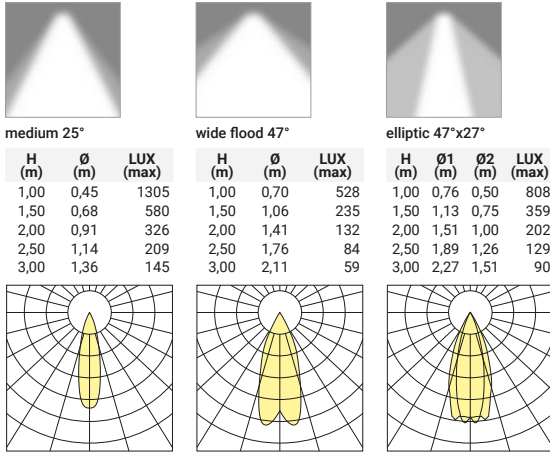 medium 25°
H Ø LUX
(m) (m) (max)
1,00 0,45 1305
1,50 0,68 580
2,00 0,91 326
2,50 1,14 209
3,00 1,36 145
wide flood 47°
H Ø LUX
(m) (m) (max)
1,00 0,70 528
1,50 1,06 235
2,00 1,41 132
2,50 1,76 84
3,00 2,11 59
elliptic 47°x27°
H Ø1 Ø2 LUX
(m) (m) (m) (max)
1,00 0,76 0,50 808
1,50 1,13 0,75 359
2,00 1,51 1,00 202
2,50 1,89 1,26 129
3,00 2,27 1,51 90